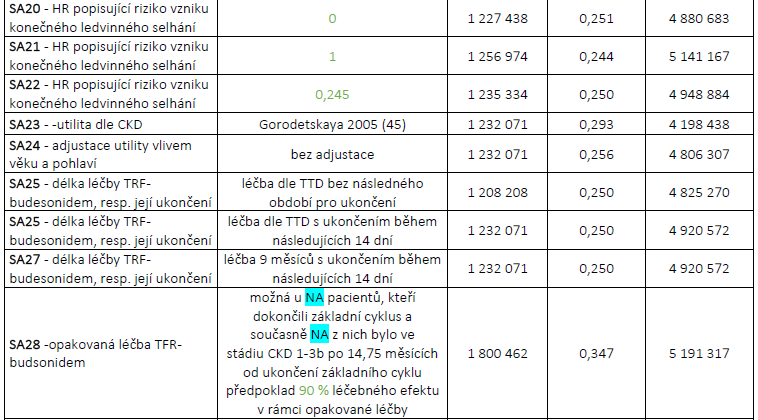 SA20 - HR popisující riziko vzniku konečného ledvinného selhání 0 1 227 438 0,251 4 880 683
SA21 - HR popisující riziko vzniku konečného ledvinného selhání 1 1 256 974 0,244 5 141 167
SA22 - HR popisující riziko vzniku konečného ledvinného selhání 0,245 1 235 334 0,250 4 948 884
SA23 - -utilita dle CKD Gorodetskaya 2005 (45) 1 232 071 0,293 4 198 438
SA24 - adjustace utility vlivem věku a pohlaví bez adjustace 1 232 071 0,256 4 806 307
SA25 - délka léčby TRF-budesonidem, resp. její ukončení léčba dle TTD bez následného období pro ukončení 1 208 208 0,250 4 825 270
SA25 - délka léčby TRF-budesonidem, resp. její ukončení léčba dle TTD s ukončením během následujících 14 dní 1 232 071 0,250 4 920 572
SA27 - délka léčby TRF-budesonidem, resp. její ukončení léčba 9 měsíců s ukončením během následujících 14 dní 1 232 071 0,250 4 920 572
SA28 -opakovaná léčba TFR-budsonidem možná u NA pacientů, kteří dokončili základní cyklus a současně NA z nich bylo ve stádiu CKD 1-3b po 14,75 měsících od ukončení základního cyklu předpoklad 90 % léčebného efektu v rámci opakované léčby 1 800 462 0,347 5 191 317